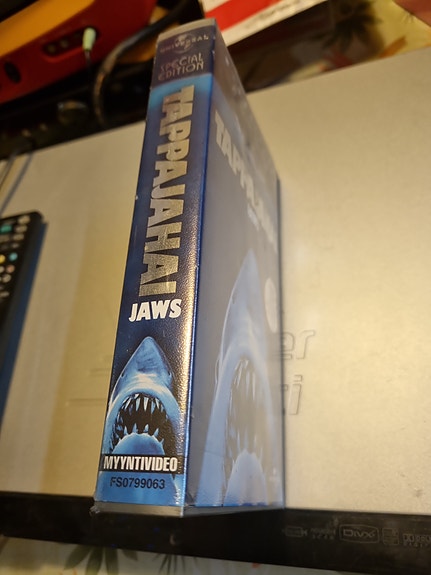 UNIVERSAL
SPECIAL
EDITION
TAPPAJAHAI
JAWS
MYYNTIVIDEO
FS0799063
TAPPAJAHAI
DivX